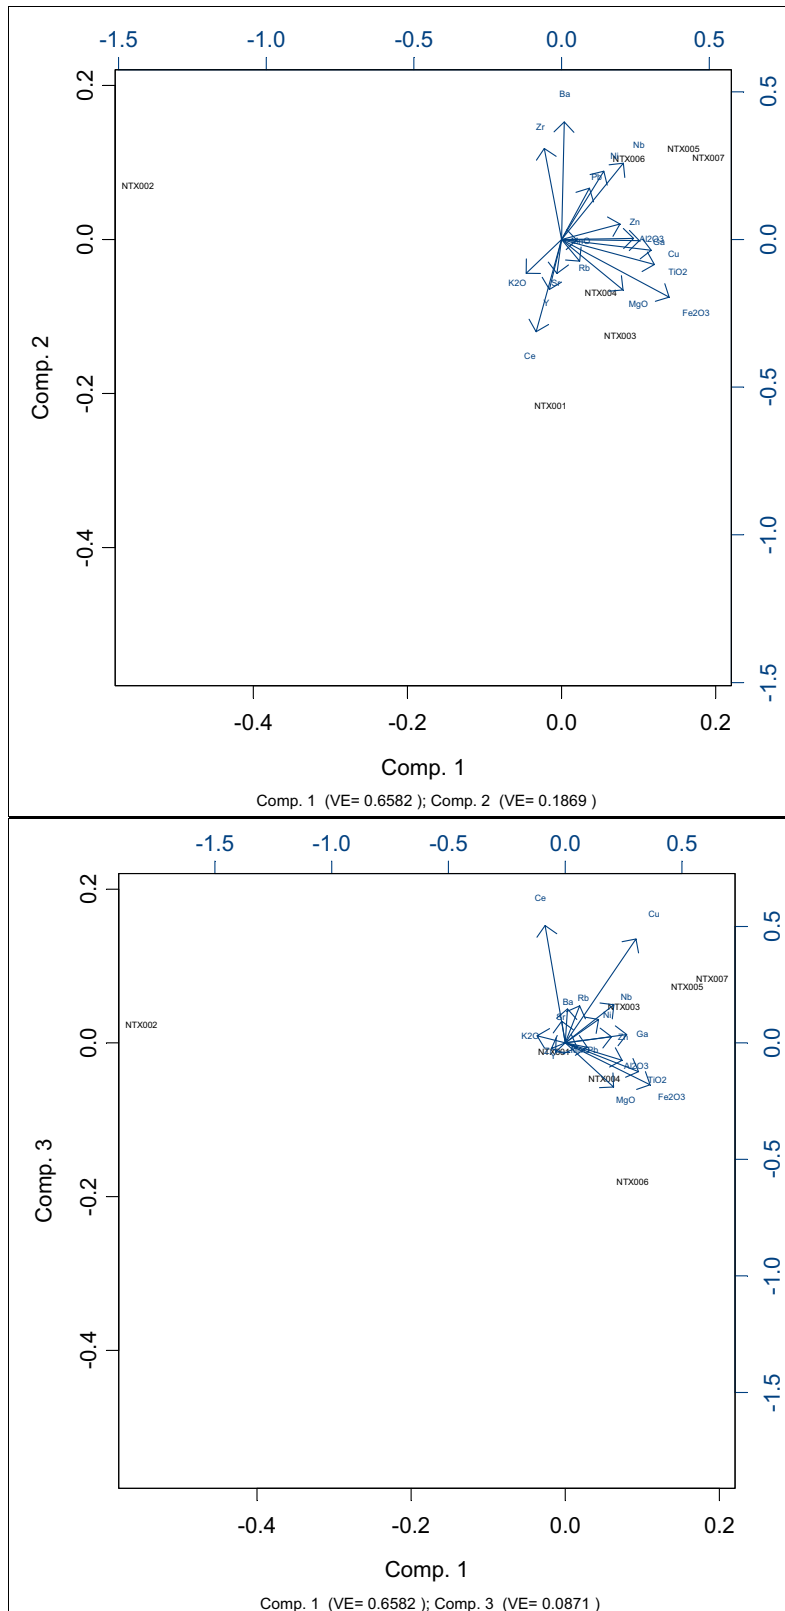 -1.5 -1.0 -0.5 0.0 0.5
0.2 0.0 -0.2 -0.4
Comp. 2
0.5 0.0 -0.5 -1.0 -1.5
Ba
Zr
Nb
NTX005
Ni
NTX006
NTX007
Pb
NTX002
Zn
Al2O3
Ga
Cu
Rb
TiO2
K2O
Sr
NTX004
Y
MgO
Fe2O3
NTX003
Ce
NTX001
-0.4 -0.2 0.0 0.2
Comp. 1
Comp. 1 (VE= 0.6582 ); Comp. 2 (VE= 0.1869 )
-1.5 -1.0 -0.5 0.0 0.5
0.2 0.0 -0.2 -0.4
Comp. 3
0.5 0.0 -0.5 -1.0 -1.5
Ce
Cu
NTX007
NTX005
Nb
Rb
Ba
NTX003
Ni
Sr
NTX002
K2O
Ga
Zn
Pb
NTX001
Y
Al2O3
NTX004
TiO2
MgO
Fe2O3
NTX006
-0.4 -0.2 0.0 0.2
Comp. 1
Comp. 1 (VE= 0.6582 ); Comp. 3 (VE= 0.0871 )